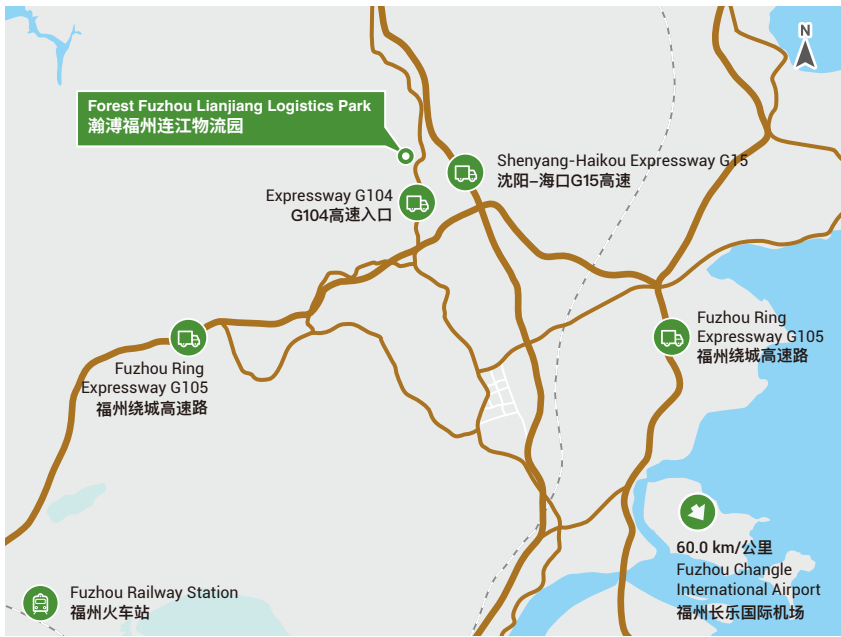 N
Forest Fuzhou Lianjiang Logistics Park
瀚溥福州连江物流园
Shenyang-Haikou Expressway G15
沈阳–海口G15高速
Expressway G104
G104高速入口
Fuzhou Ring
Expressway G105
福州绕城高速路
Fuzhou Ring
Expressway G105
福州绕城高速路
60.0 km/公里
Fuzhou Changle
International Airport
福州长乐国际机场
Fuzhou Railway Station
福州火车站